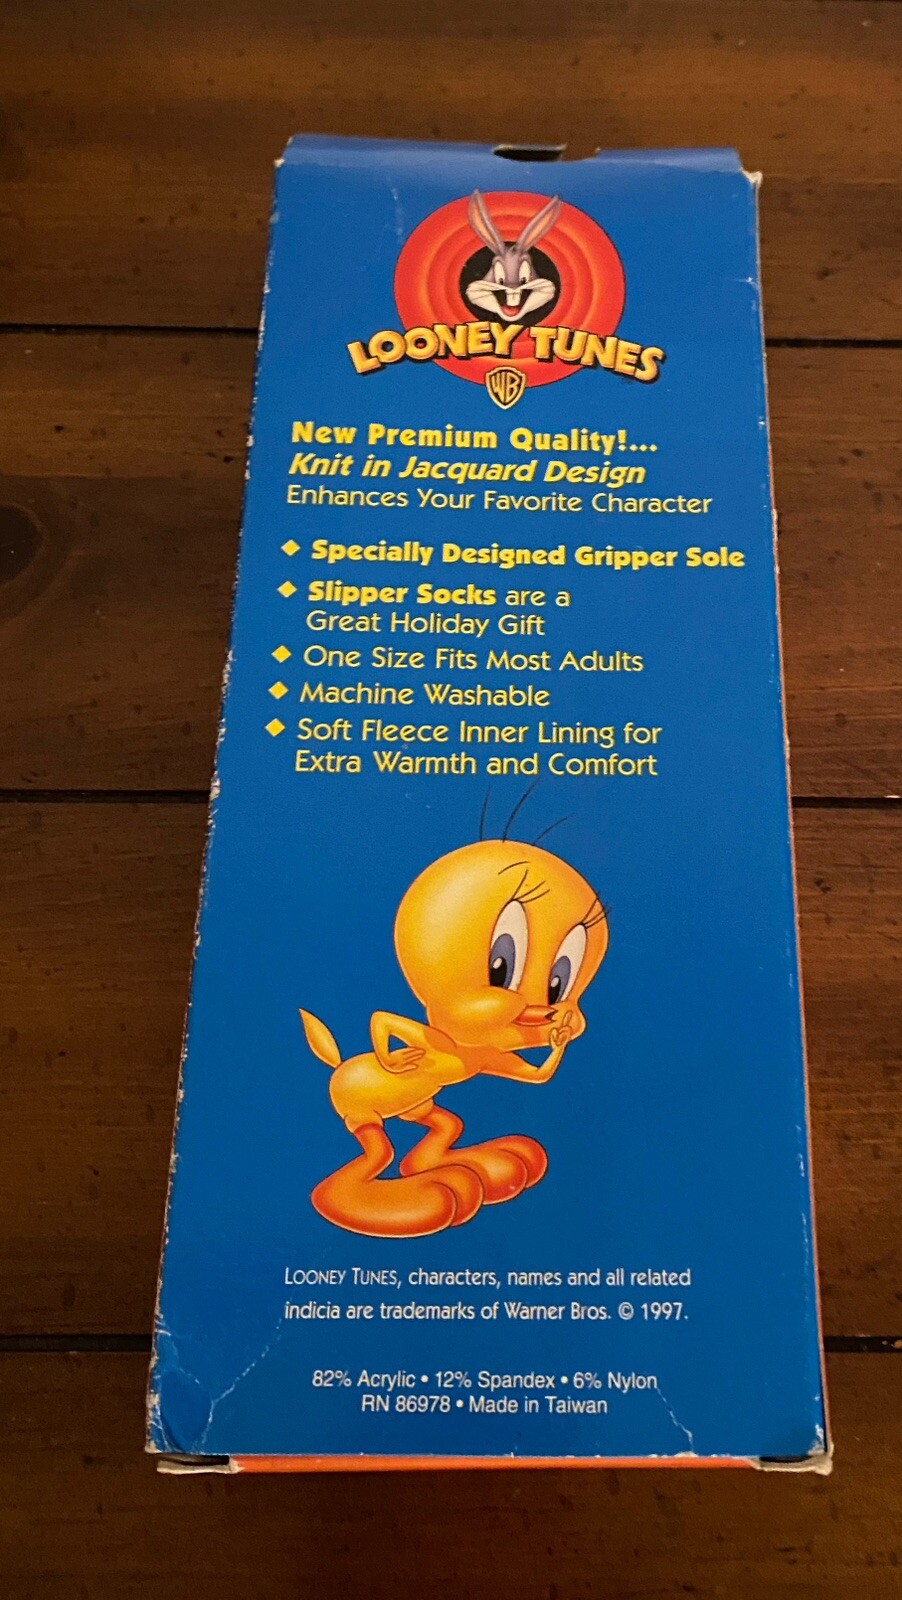 LOONEY TUNES
WB
New Premium Quality!...
Knit in Jacquard Design
Enhances Your Favorite Character
◆ Specially Designed Gripper Sole
◆ Slipper Socks are a
Great Holiday Gift
◆ One Size Fits Most Adults
◆ Machine Washable
◆ Soft Fleece Inner Lining for
Extra Warmth and Comfort
LOONEY TUNES, characters, names and all related
indicia are trademarks of Warner Bros. © 1997.
82% Acrylic • 12% Spandex • 6% Nylon
RN 86978 • Made in Taiwan